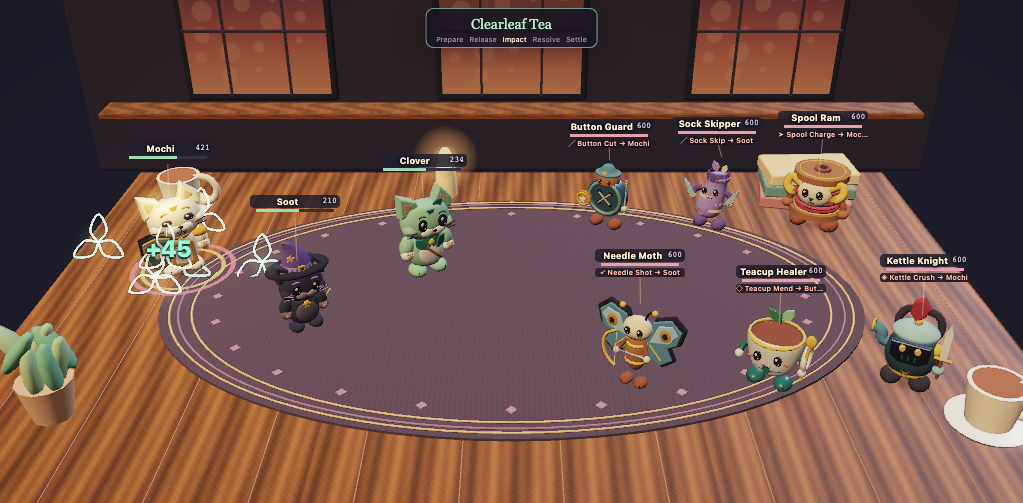 Clearleaf Tea
Prepare Release Impact Resolve Settle
Mochi 421
+45
Soot 210
Clover 234
Button Guard 600
Button Cut → Mochi
Sock Skipper 600
Sock Skip → Soot
Spool Ram 600
Spool Charge → Moc...
Needle Moth 600
Needle Shot → Soot
Teacup Healer 600
Teacup Mend → But...
Kettle Knight 600
Kettle Crush → Mochi